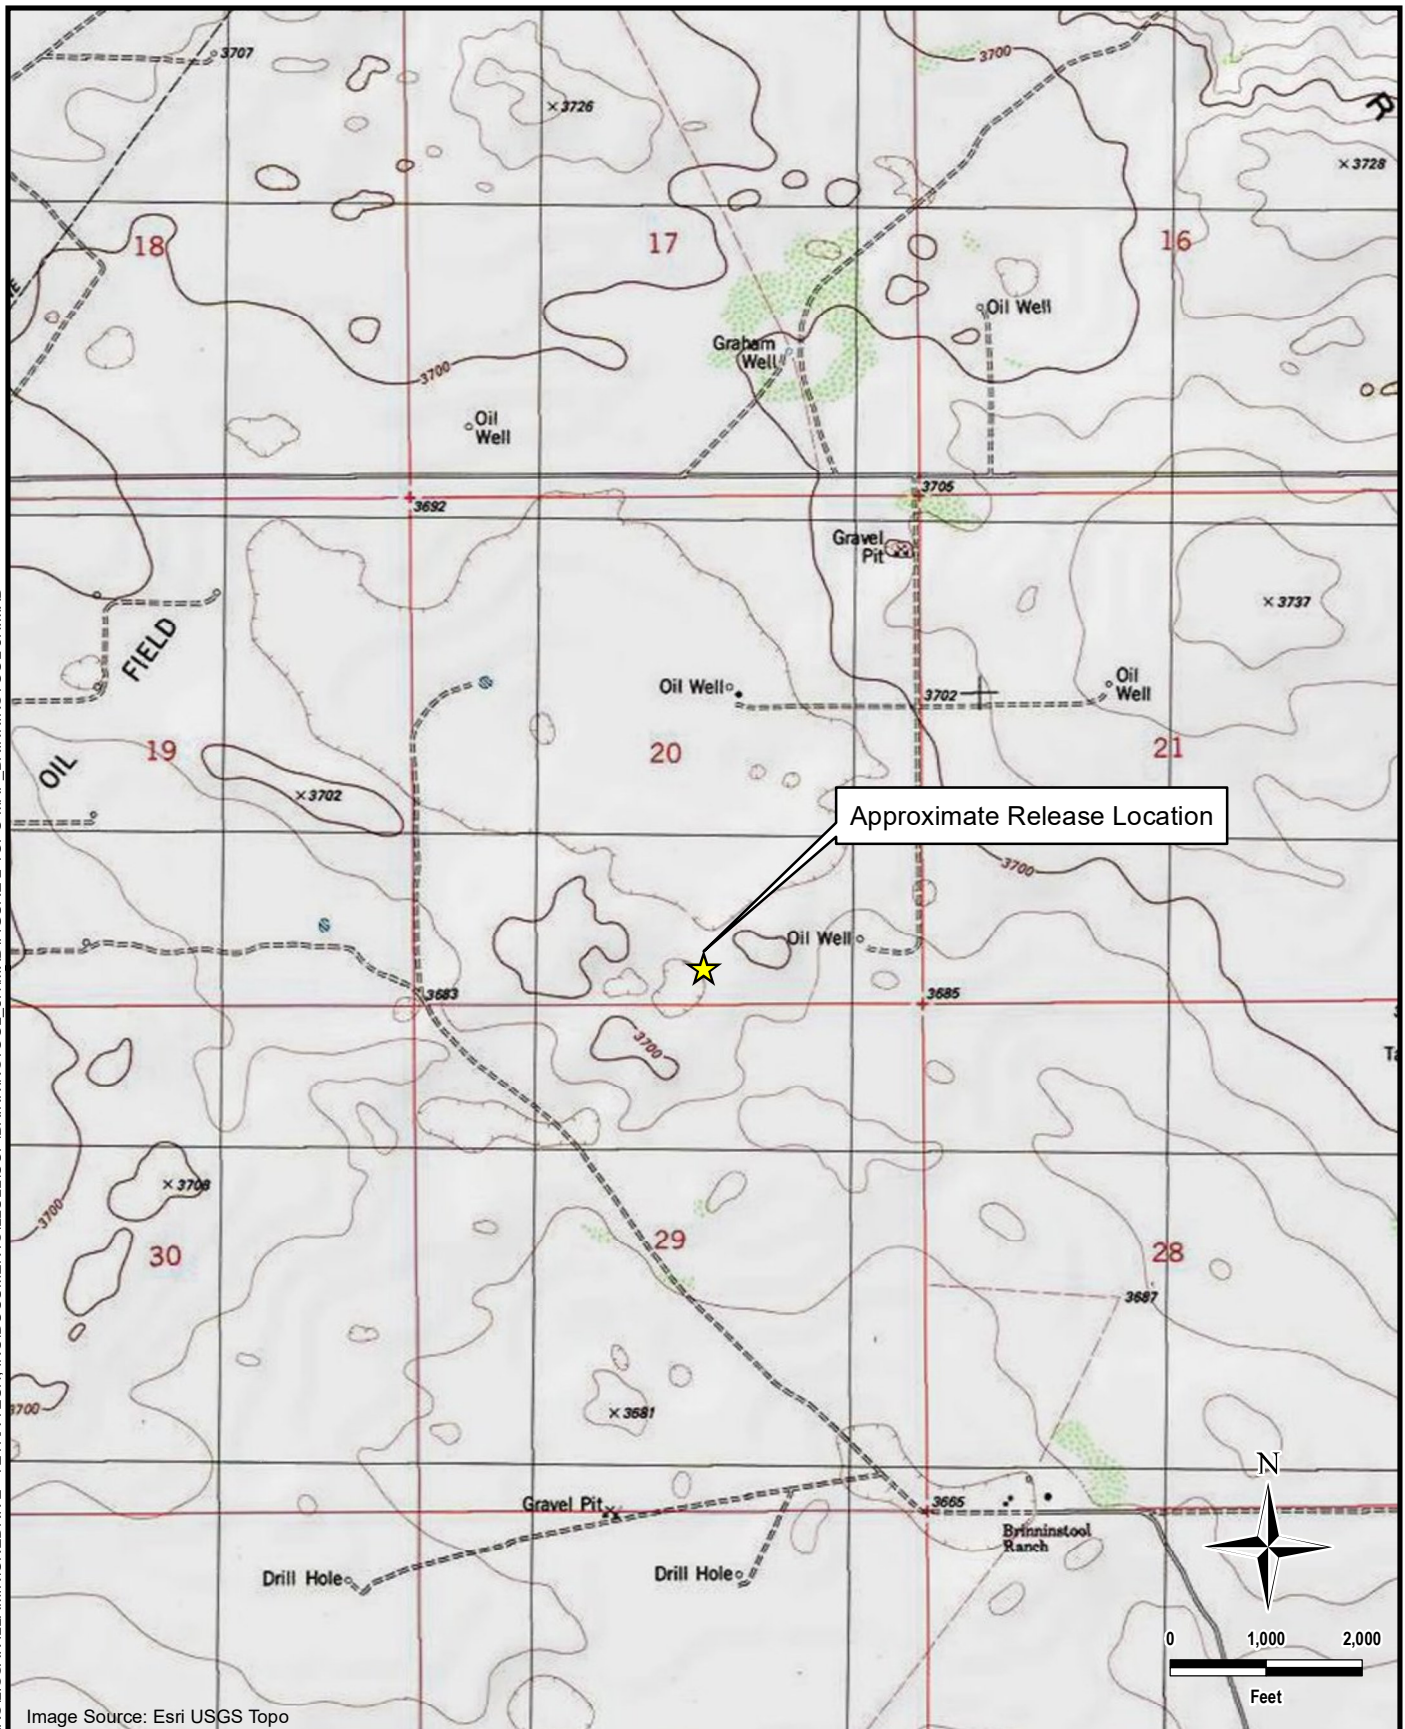 3707
3700
3726
R
3728
18
17
16
Oil Well
Graham
Well
3700
Oil
Well
3705
3692
Gravel
Pit
3737
FIELD
Oil Well
Oil
Well
3702
19
20
21
OIL
3702
Approximate Release Location
3700
Oil Well
3683
3685
3700
3708
3700
30
29
28
3687
3700
3681
N
Gravel Pit
3665
Brinninstool
Ranch
Drill Hole
Drill Hole
0 1,000 2,000
Feet
Image Source: Esri USGS Topo